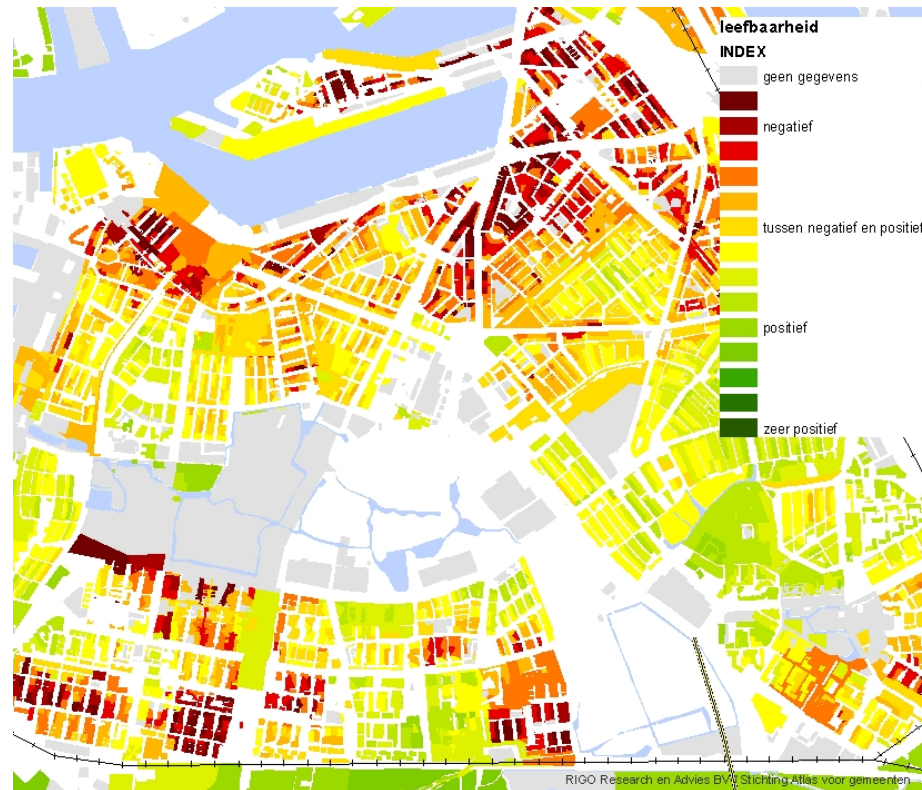 leefbaarheid
INDEX
geen gegevens
negatief
tussen negatief en positief
positief
zeer positief
RIGO Research en Advies BV / Stichting Atlas voor gemeenten